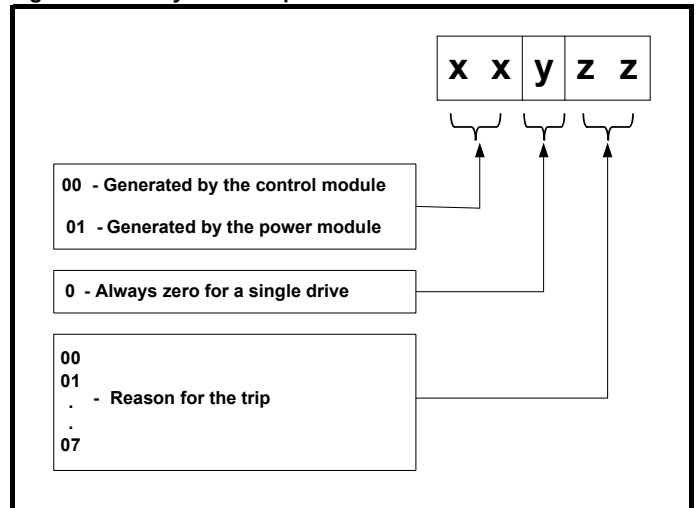 x x y z z
00 - Generated by the control module
01 - Generated by the power module
0 - Always zero for a single drive
00
01
.
- Reason for the trip
.
07